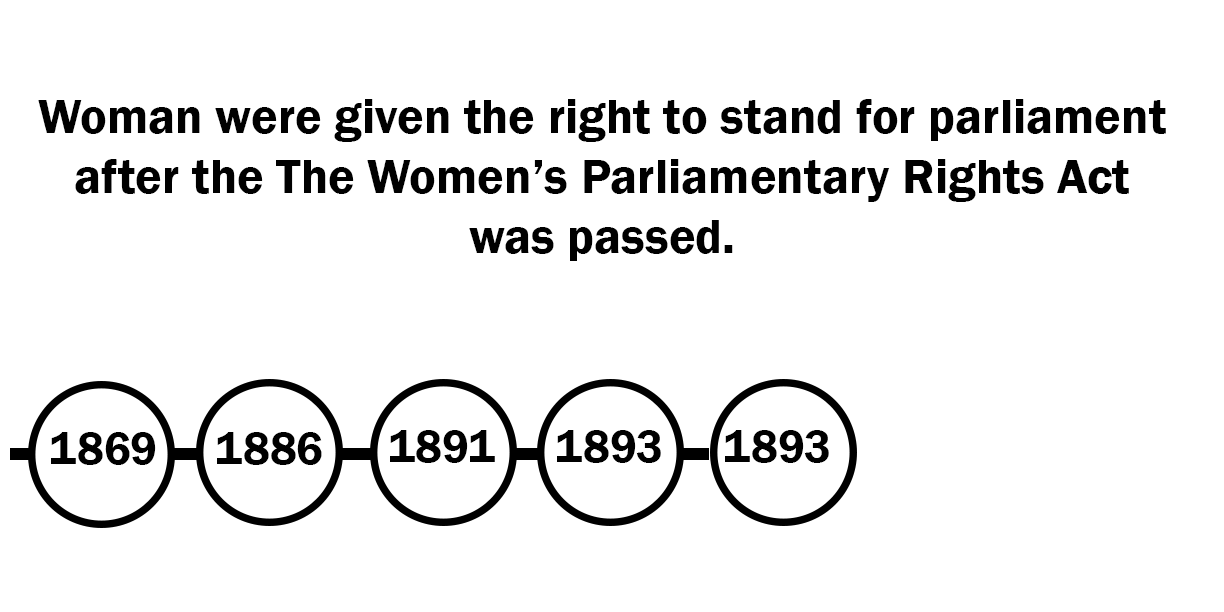 Woman were given the right to stand for parliament
after the The Women’s Parliamentary Rights Act
was passed.
1869 1886 1891 1893 1893